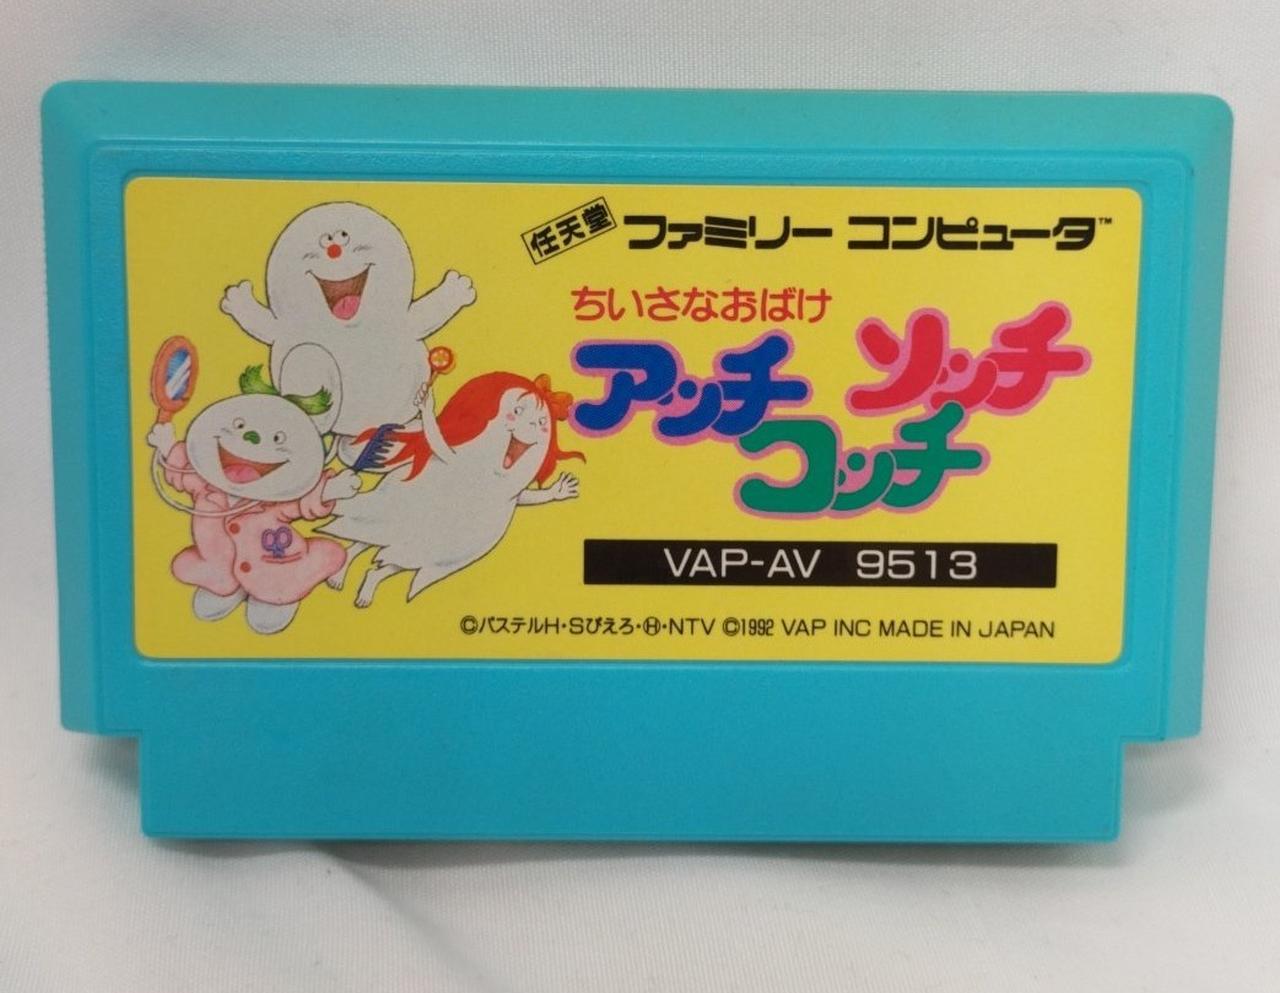 任天堂 ファミリー コンピュータ™
ちいさなおばけ
アッチ ソッチ
コッチ
VAP-AV 9513
©パステルH・Sぴえろ・Ⓗ・NTV ©1992 VAP INC MADE IN JAPAN